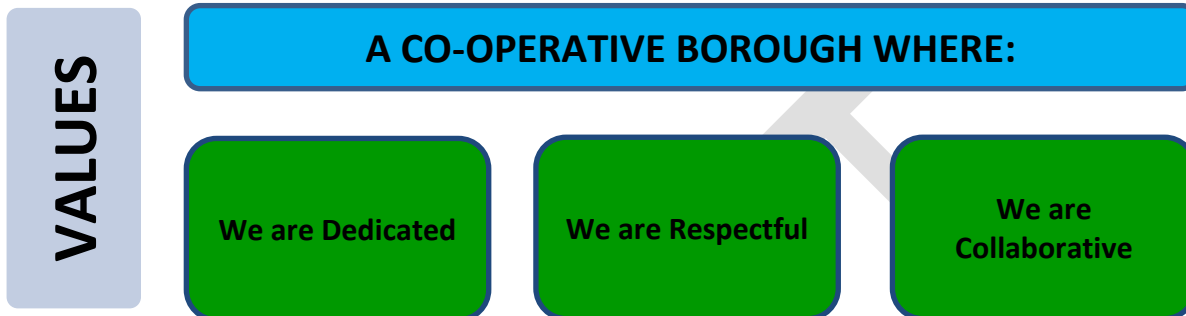 VALUES
A CO-OPERATIVE BOROUGH WHERE:
We are Dedicated
We are Respectful
We are
Collaborative